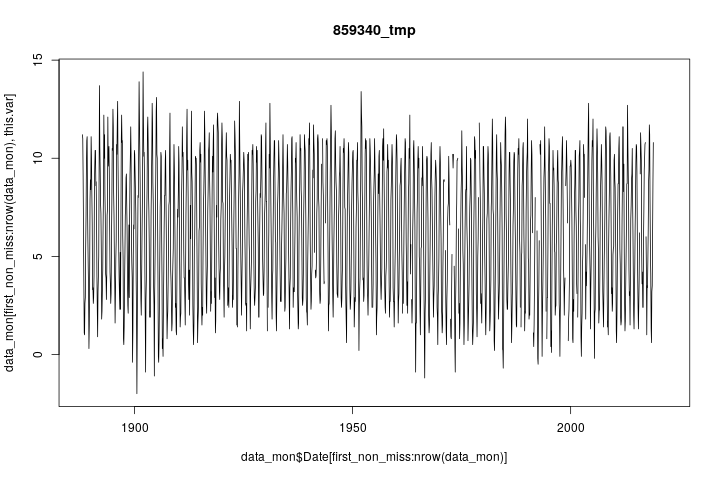 859340_tmp
data_mon[first_non_miss:nrow(data_mon), this.var]
15
10
5
0
1900
1950
2000
data_mon$Date[first_non_miss:nrow(data_mon)]